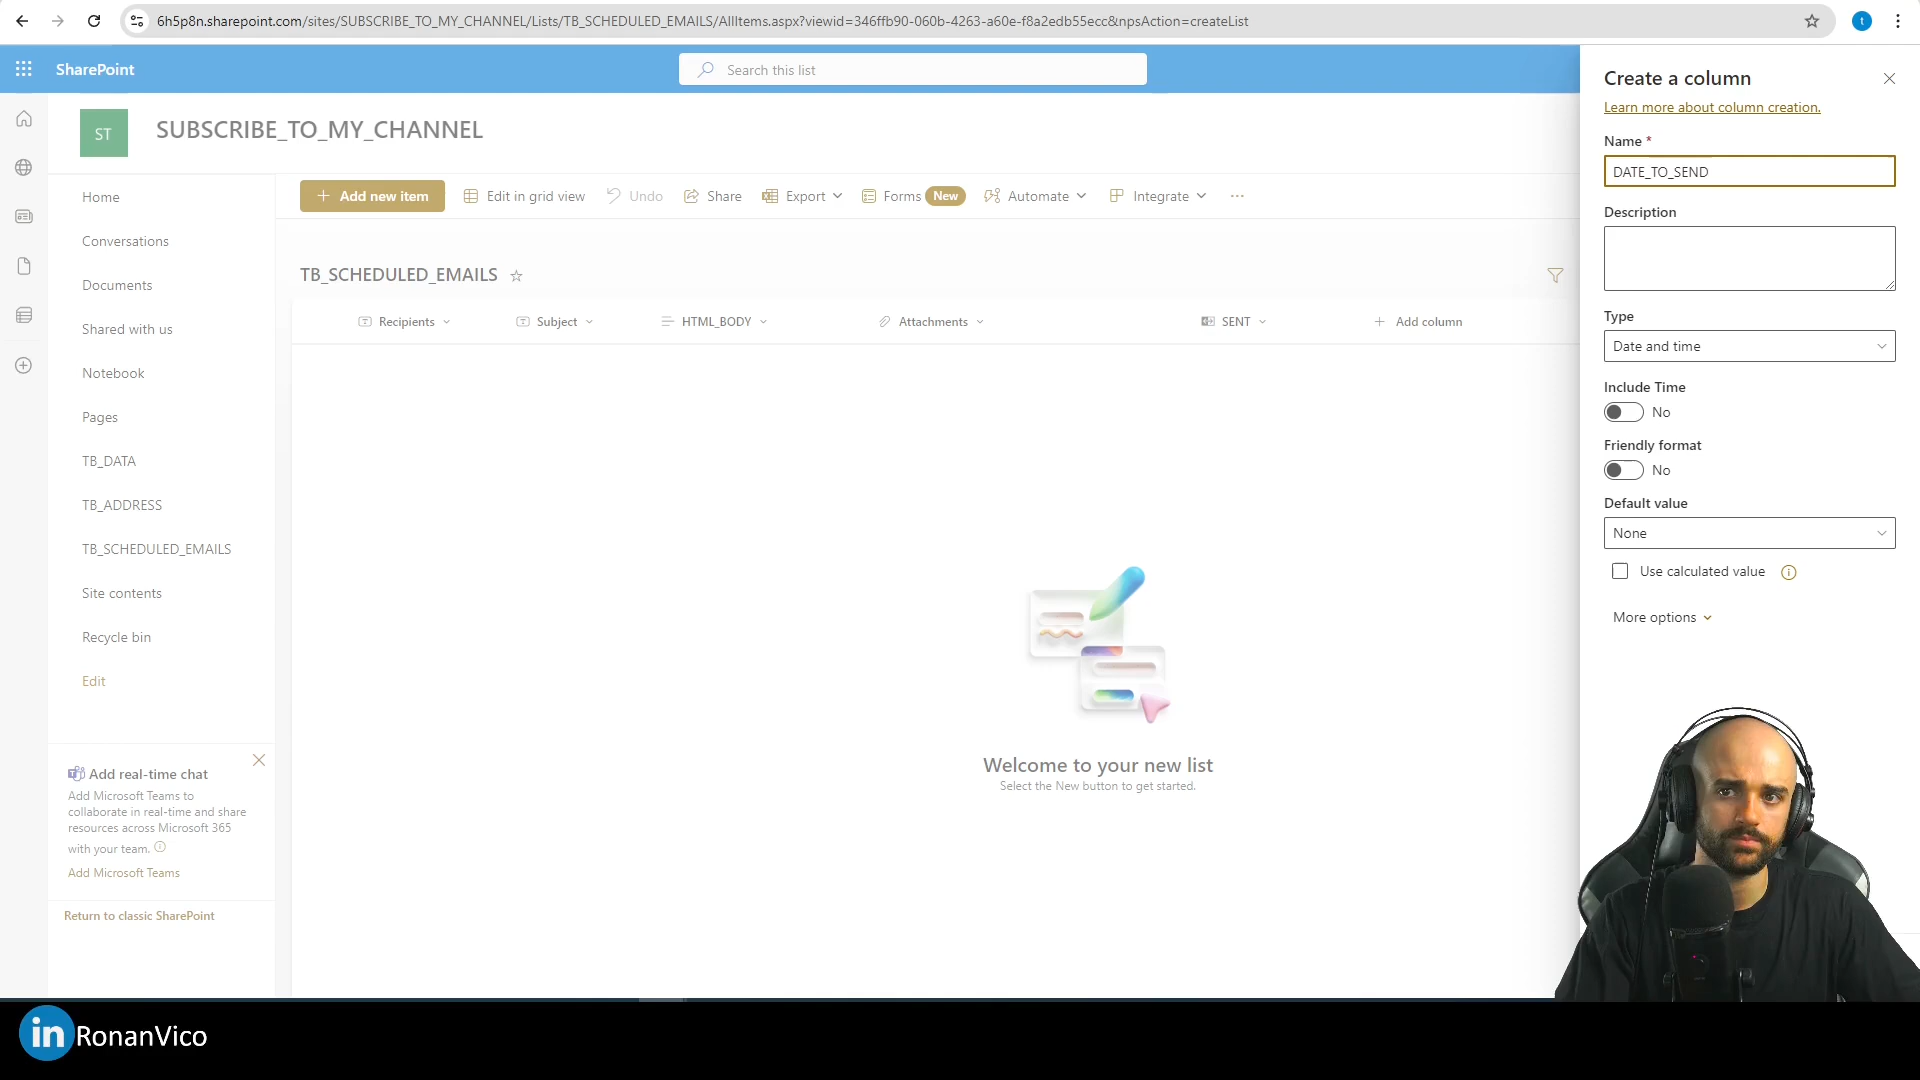 6h5p8n.sharepoint.com/sites/SUBSCRIBE_TO_MY_CHANNEL/Lists/TB_SCHEDULED_EMAILS/AllItems.aspx?viewid=346ffb90-060b-4263-a60e-f8a2edb55ecc&npsAction=createList
t
SharePoint
Search this list
ST
SUBSCRIBE_TO_MY_CHANNEL
Home
Conversations
Documents
Shared with us
Notebook
Pages
TB_DATA
TB_ADDRESS
TB_SCHEDULED_EMAILS
Site contents
Recycle bin
Edit
Add real-time chat
Add Microsoft Teams to
collaborate in real-time and share
resources across Microsoft 365
with your team.
Add Microsoft Teams
Return to classic SharePoint
Add new item Edit in grid view Undo Share Export Forms New Automate Integrate ...
TB_SCHEDULED_EMAILS
Recipients Subject HTML_BODY Attachments SENT + Add column
Welcome to your new list
Select the New button to get started.
Create a column
Learn more about column creation.
Name *
DATE_TO_SEND
Description
Type
Date and time
Include Time
No
Friendly format
No
Default value
None
Use calculated value
More options
in RonanVico